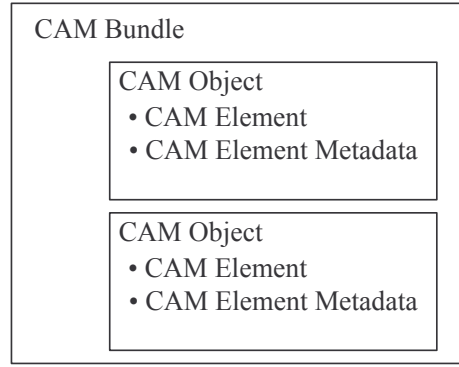 CAM Bundle
CAM Object
• CAM Element
• CAM Element Metadata
CAM Object
• CAM Element
• CAM Element Metadata